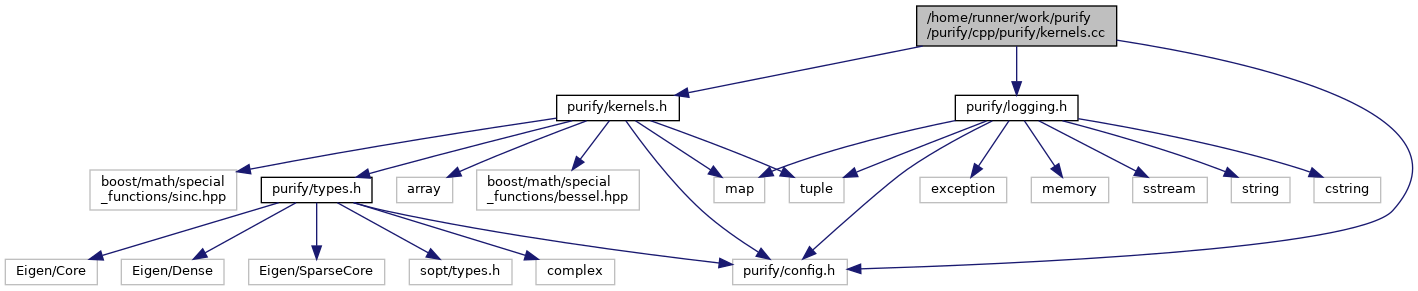 /home/runner/work/purify
/purify/cpp/purify/kernels.cc
purify/kernels.h
purify/logging.h
boost/math/special
_functions/sinc.hpp
purify/types.h
array
boost/math/special
_functions/bessel.hpp
map
tuple
exception
memory
sstream
string
cstring
Eigen/Core
Eigen/Dense
Eigen/SparseCore
sopt/types.h
complex
purify/config.h